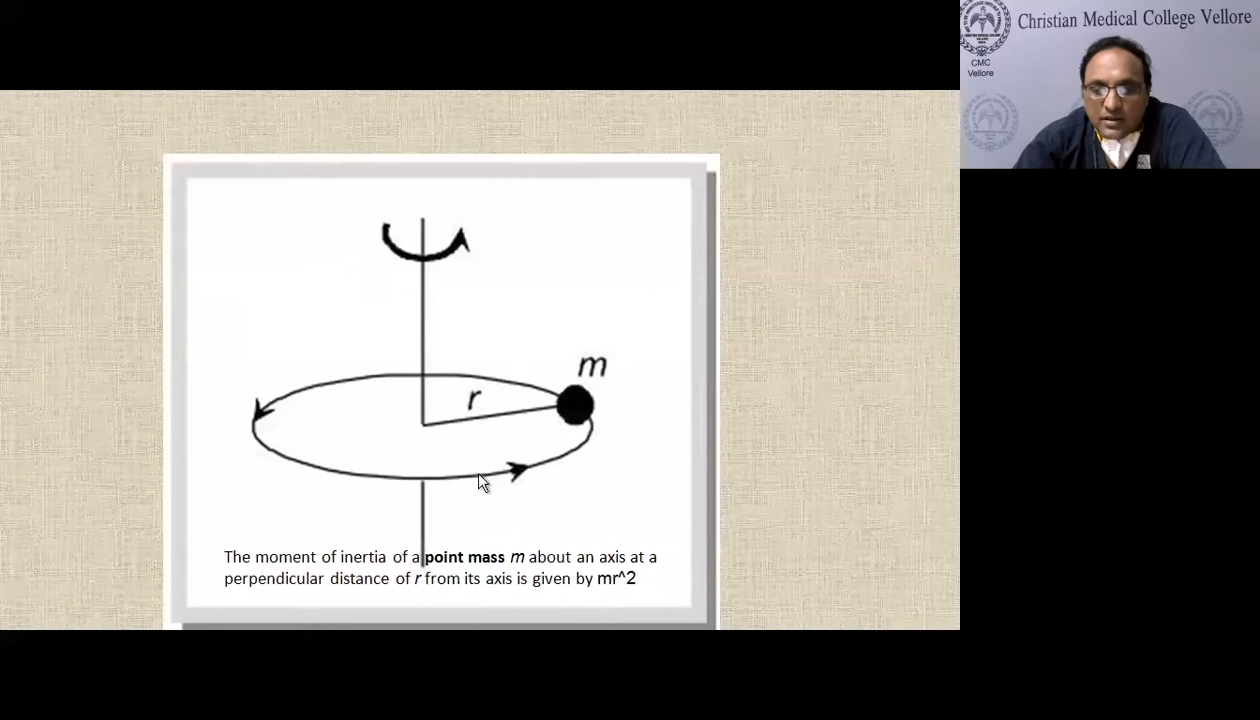 Christian Medical College Vellore
CMC
Vellore
m
r
The moment of inertia of a point mass m about an axis at a
perpendicular distance of r from its axis is given by mr^2